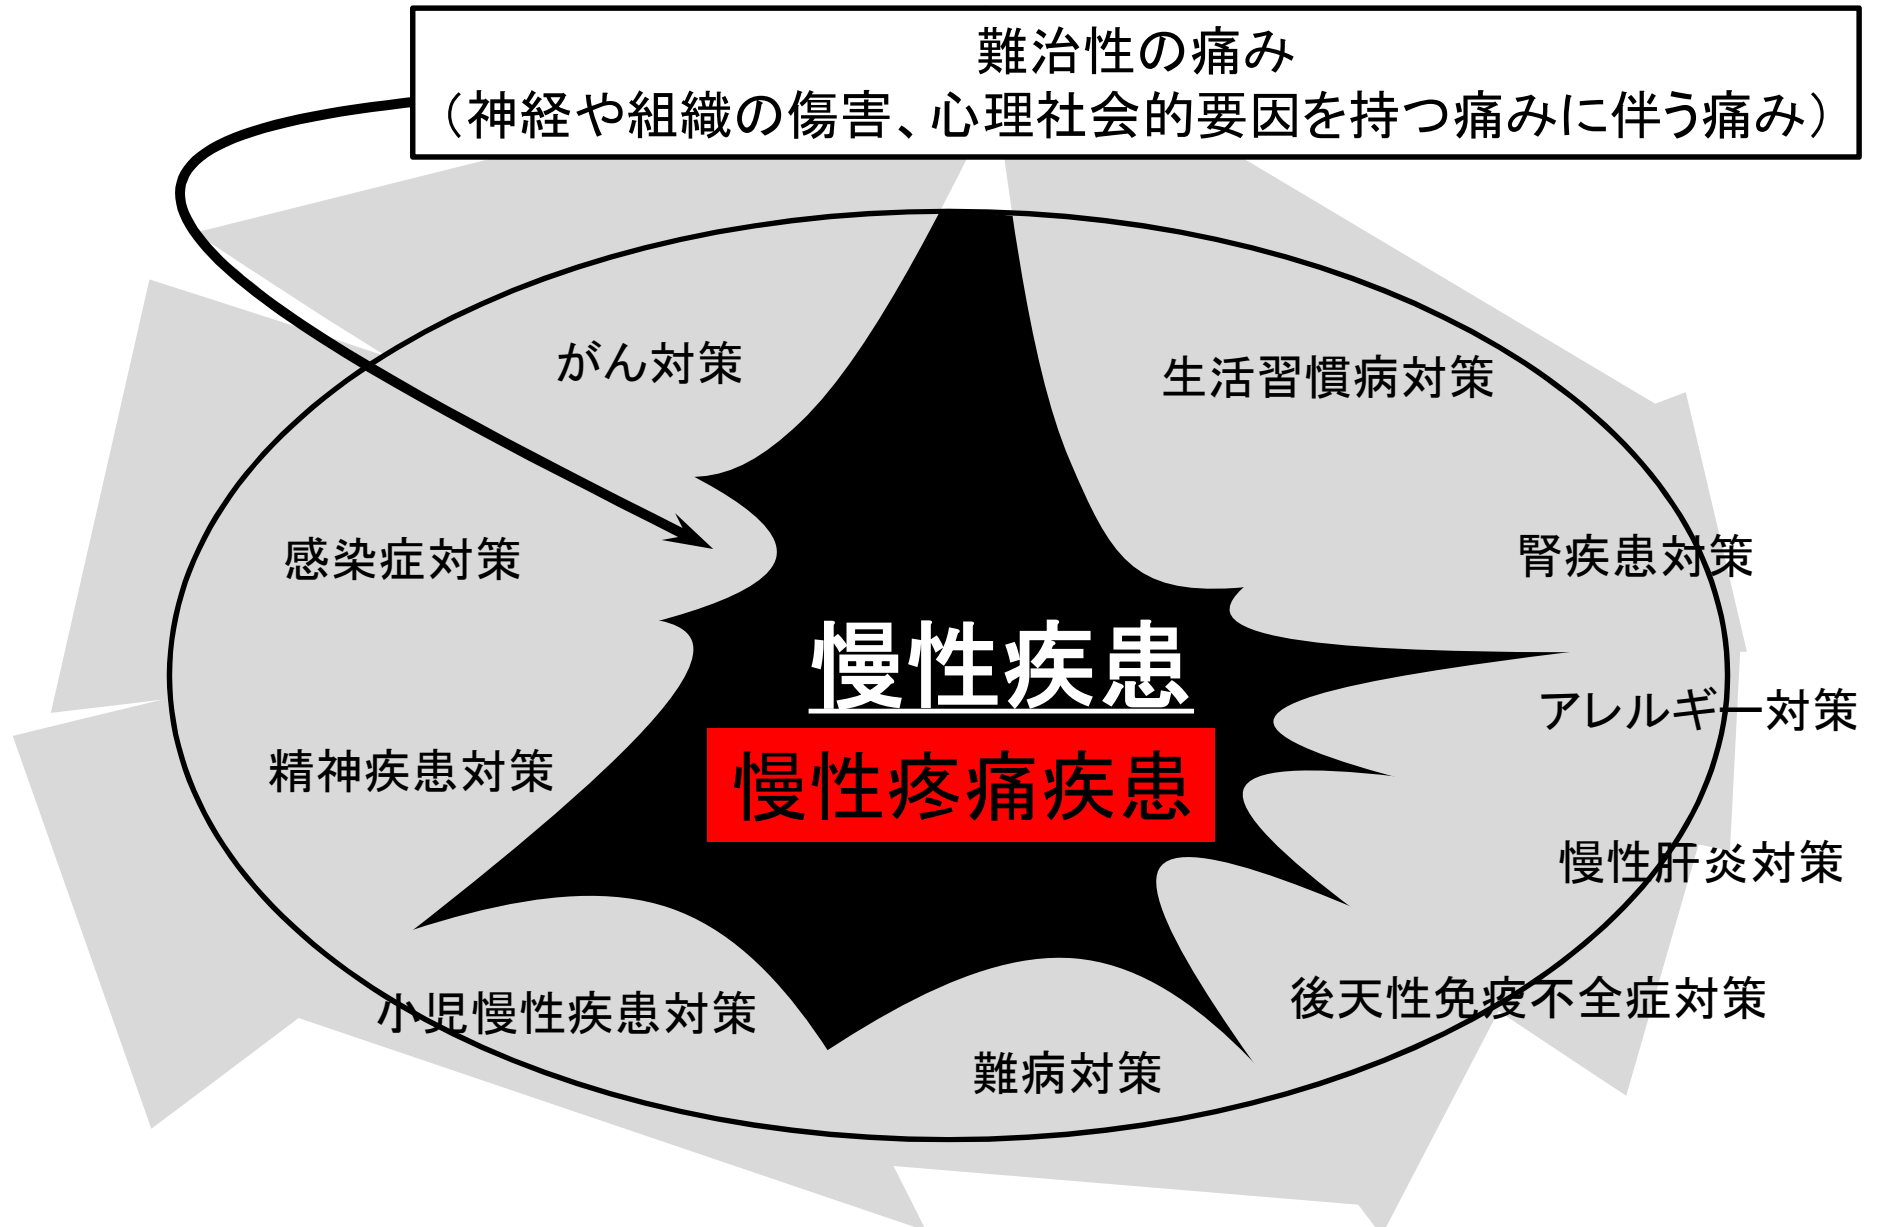 難治性の痛み
（神経や組織の傷害、心理社会的要因を持つ痛みに伴う痛み）
がん対策
生活習慣病対策
感染症対策
腎疾患対策
慢性疾患
アレルギー対策
精神疾患対策
慢性疼痛疾患
慢性肝炎対策
後天性免疫不全症対策
小児慢性疾患対策
難病対策